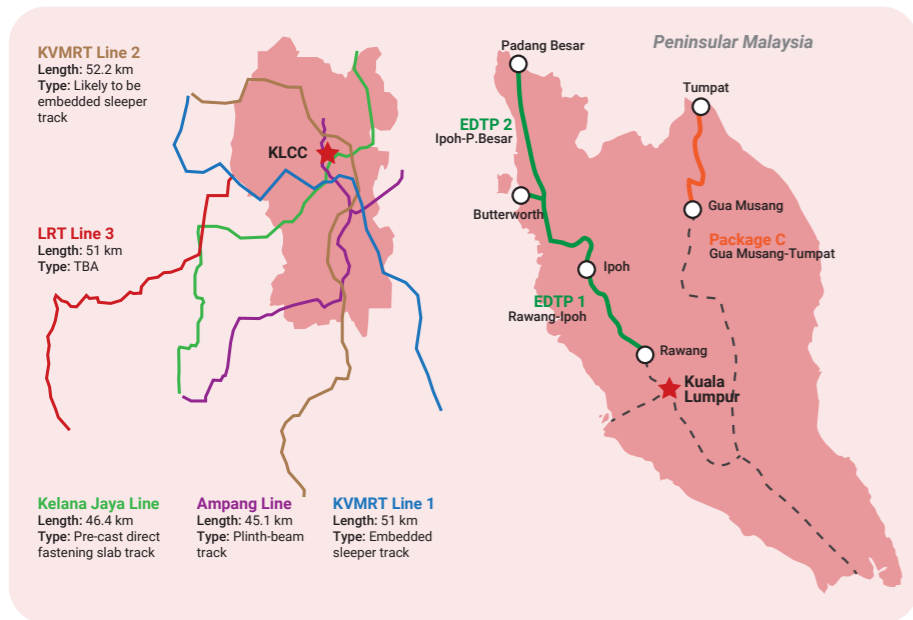 KVMRT Line 2
Length: 52.2 km
Type: Likely to be
embedded sleeper
track
KLCC
LRT Line 3
Length: 51 km
Type: TBA
Kelana Jaya Line
Length: 46.4 km
Type: Pre-cast direct
fastening slab track
Ampang Line
Length: 45.1 km
Type: Plinth-beam
track
KVMRT Line 1
Length: 51 km
Type: Embedded
sleeper track
Peninsular Malaysia
Padang Besar
Tumpat
EDTP 2
Ipoh-P.Besar
Butterworth
Gua Musang
Package C
Gua Musang-Tumpat
Ipoh
EDTP 1
Rawang-Ipoh
Rawang
Kuala
Lumpur